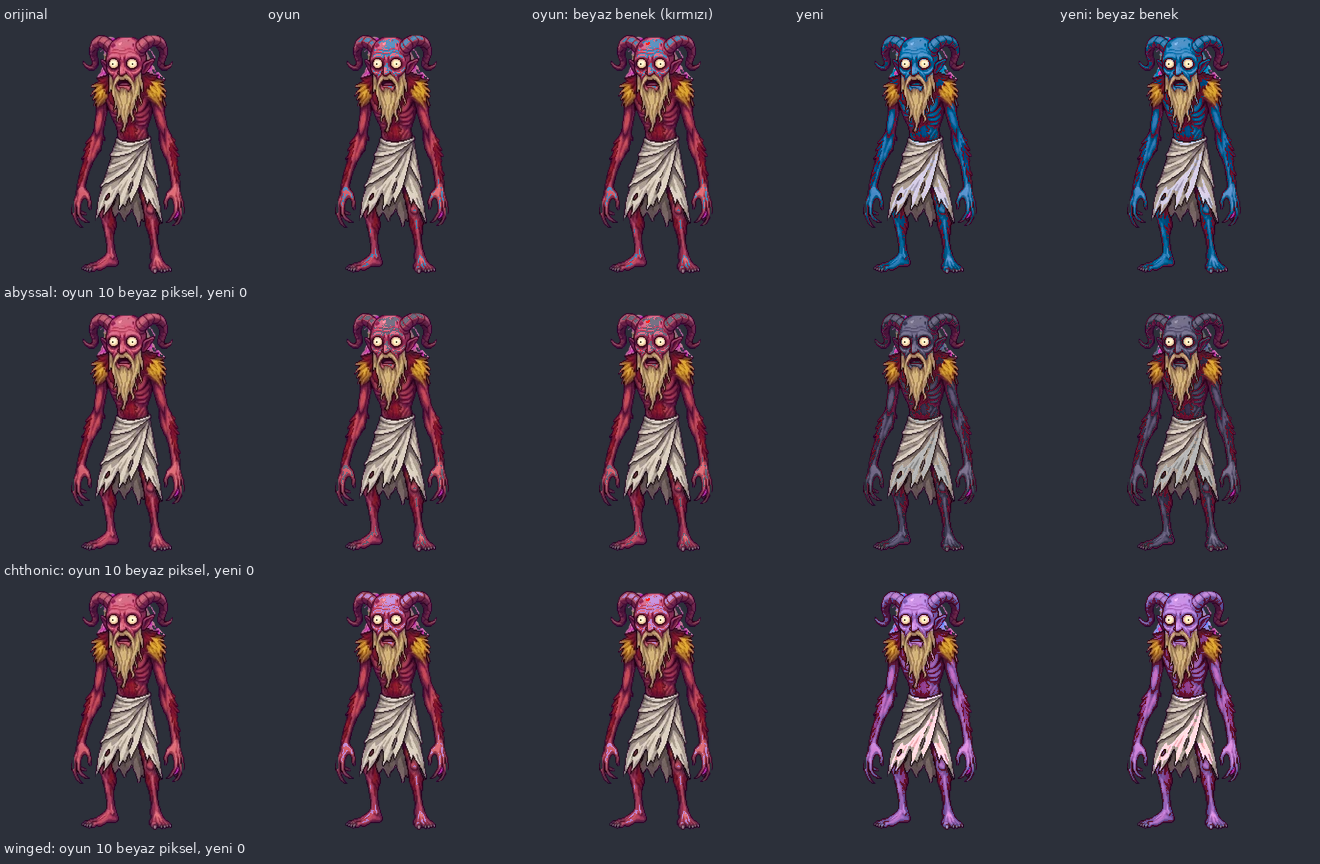 orijinal oyun oyun: beyaz benek (kırmızı) yeni yeni: beyaz benek
abyssal: oyun 10 beyaz piksel, yeni 0
chthonic: oyun 10 beyaz piksel, yeni 0
winged: oyun 10 beyaz piksel, yeni 0